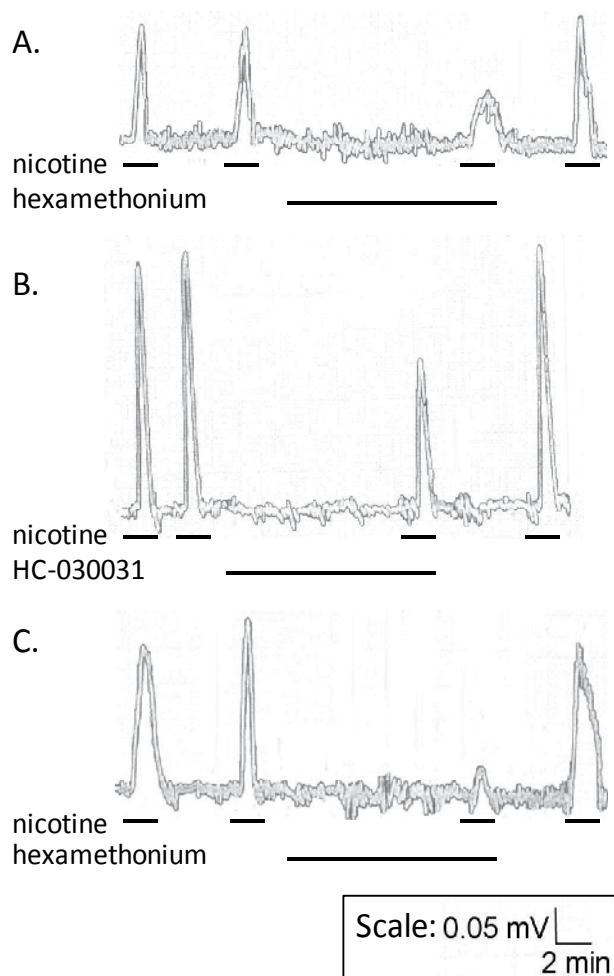 A.
nicotine
hexamethonium
B.
nicotine
HC-030031
C.
nicotine
hexamethonium
Scale: 0.05 mV
2 min